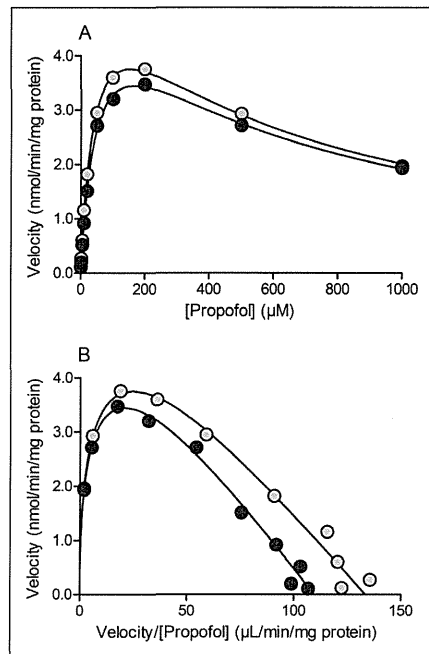 A
4.0
3.0
2.0
1.0
0.0
Velocity (nmol/min/mg protein)
0 200 400 600 800 1000
[Propofol] (µM)
B
4.0
3.0
2.0
1.0
0.0
Velocity (nmol/min/mg protein)
0 50 100 150
Velocity/[Propofol] (µL/min/mg protein)